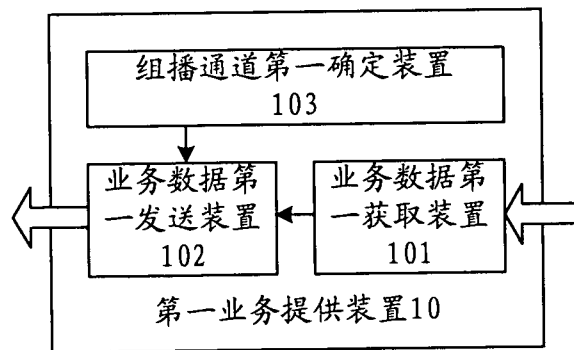 组播通道第一确定装置
103
业务数据第
一发送装置
102
业务数据第
一获取装置
101
第一业务提供装置10